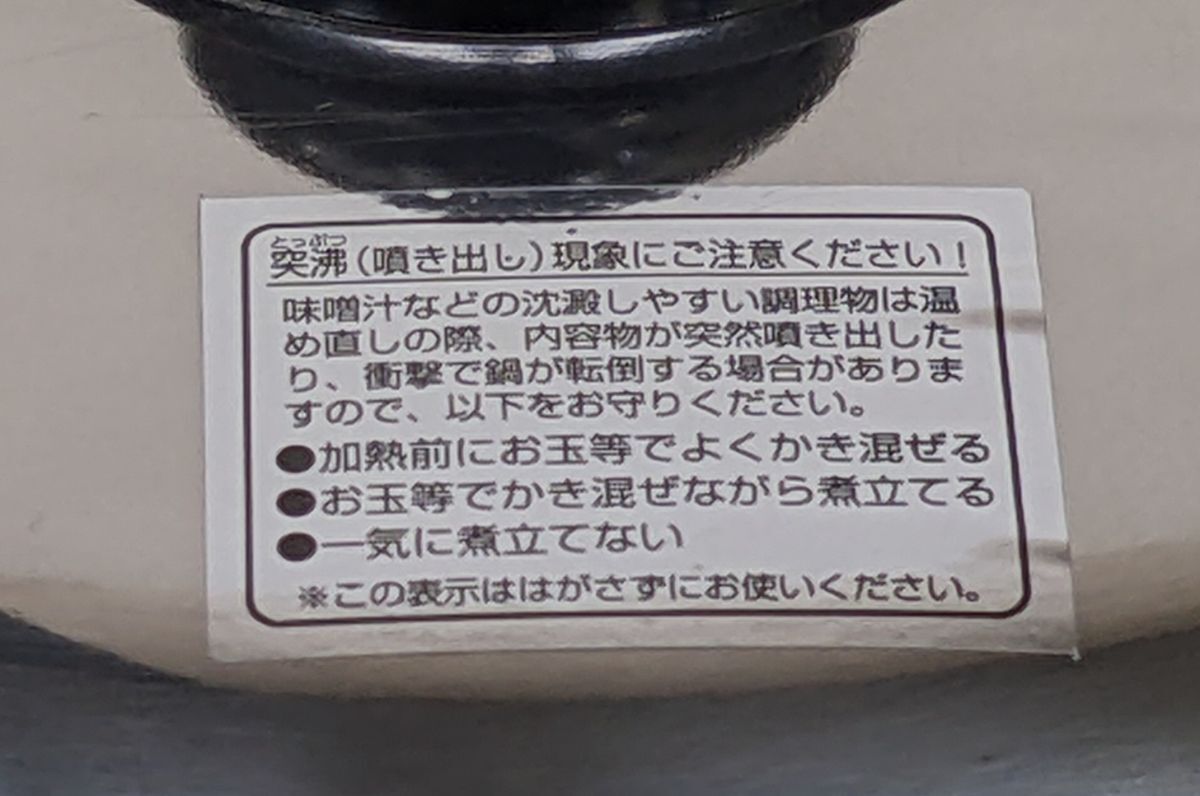 とっぷつ
突沸(噴き出し)現象にご注意ください!
味噌汁などの沈澱しやすい調理物は温
め直しの際、内容物が突然噴き出した
り、衝撃で鍋が転倒する場合がありま
すので、以下をお守りください。
●加熱前にお玉等でよくかき混ぜる
●お玉等でかき混ぜながら煮立てる
●一気に煮立てない
※この表示ははがさずにお使いください。